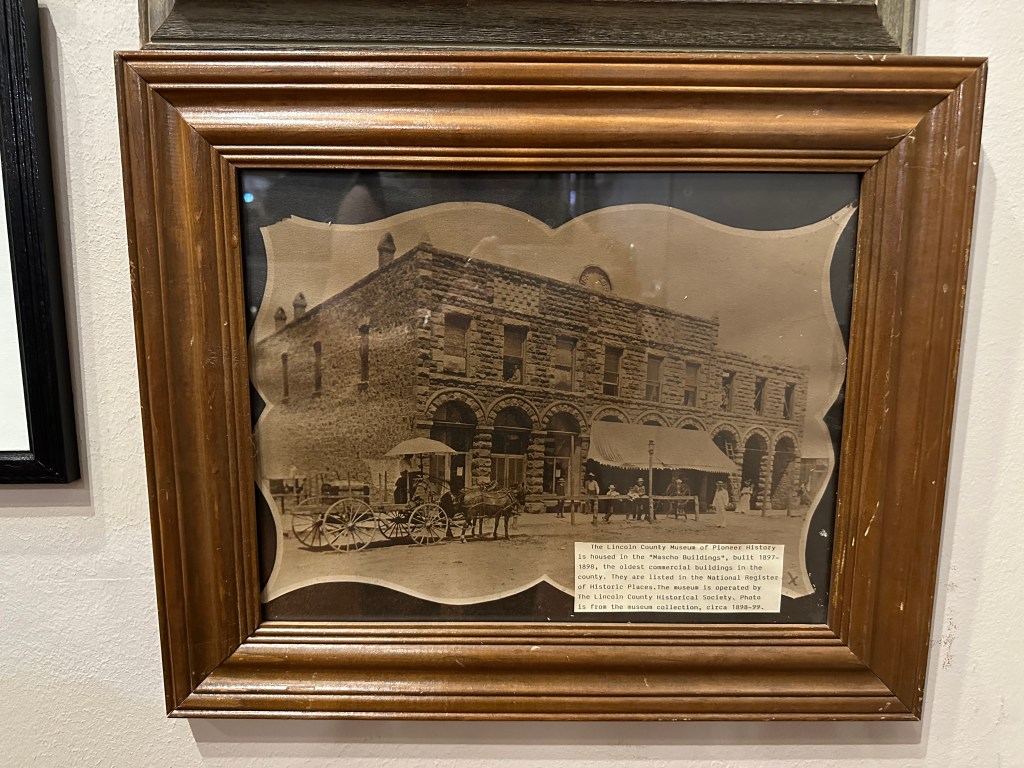 The Lincoln County Museum of Pioneer History
is housed in the "Mascho Buildings", built 1897-
1898, the oldest commercial buildings in the
county. They are listed in the National Register
of Historic Places.The museum is operated by
the Lincoln County Historical Society. Photo
is from the museum collection, circa 1898-99.
X